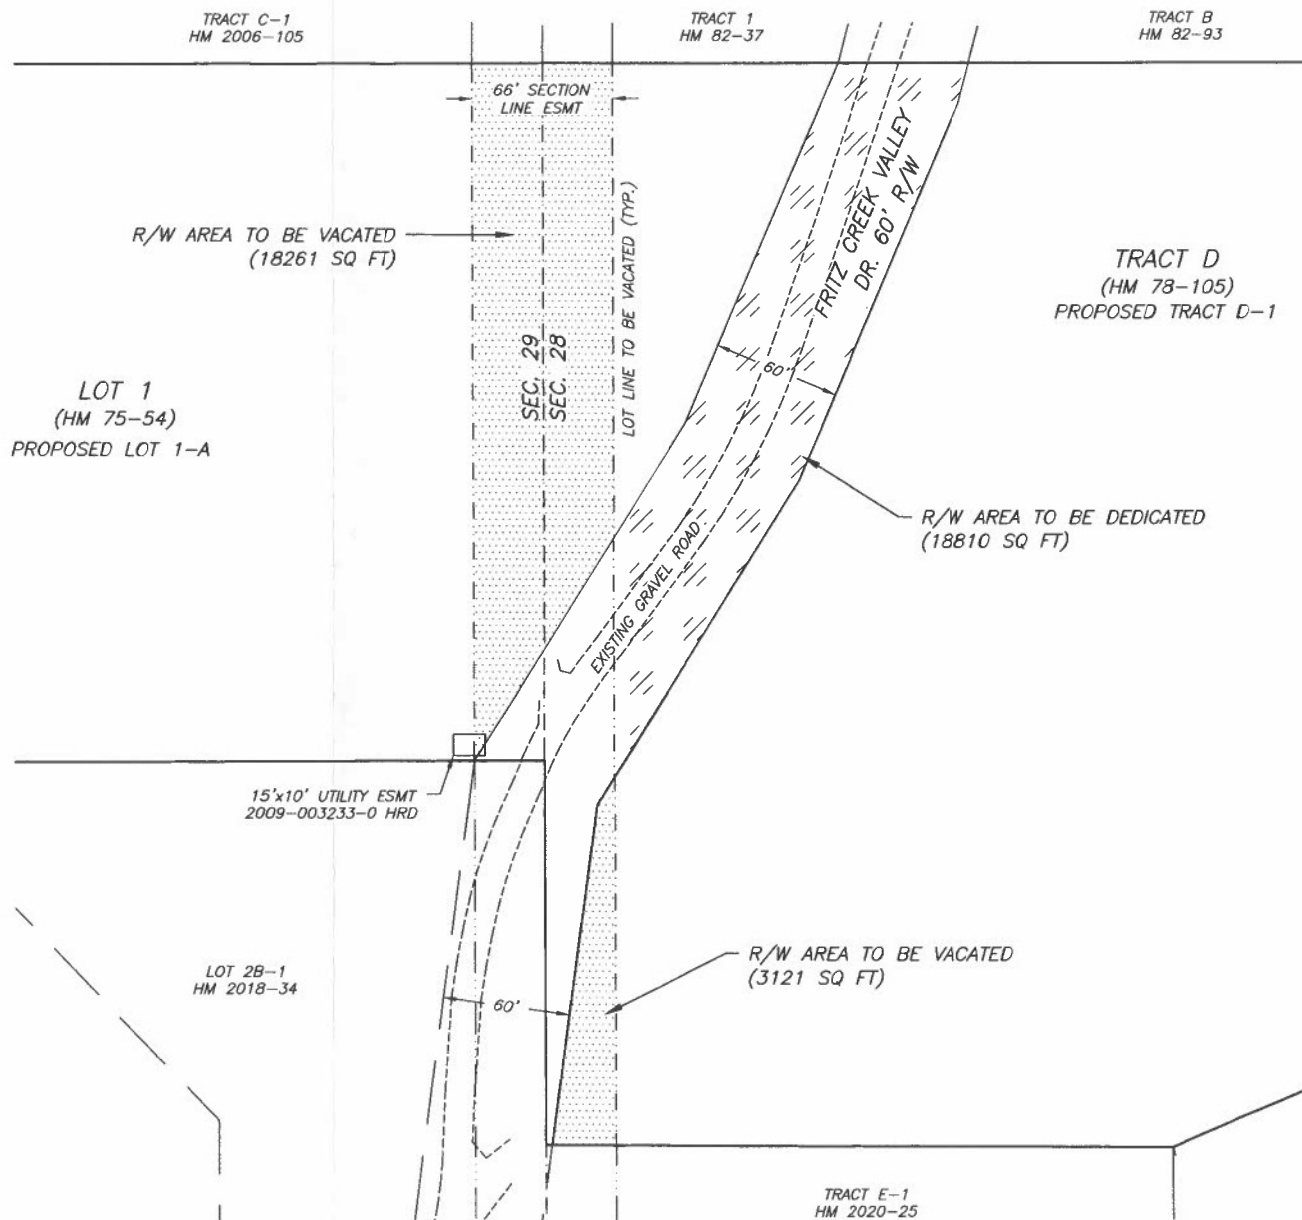 TRACT C-1
HM 2006-105
TRACT 1
HM 82-37
TRACT B
HM 82-93
66' SECTION
LINE ESMT
R/W AREA TO BE VACATED
(18261 SQ FT)
LOT LINE TO BE VACATED (TYP.)
SEC. 29
SEC. 28
FRITZ CREEK VALLEY
DR. 60' R/W
TRACT D
(HM 78-105)
PROPOSED TRACT D-1
60'
LOT 1
(HM 75-54)
PROPOSED LOT 1-A
R/W AREA TO BE DEDICATED
(18810 SQ FT)
EXISTING GRAVEL ROAD
15'x10' UTILITY ESMT
2009-003233-0 HRD
LOT 2B-1
HM 2018-34
60'
R/W AREA TO BE VACATED
(3121 SQ FT)
TRACT E-1
HM 2020-25